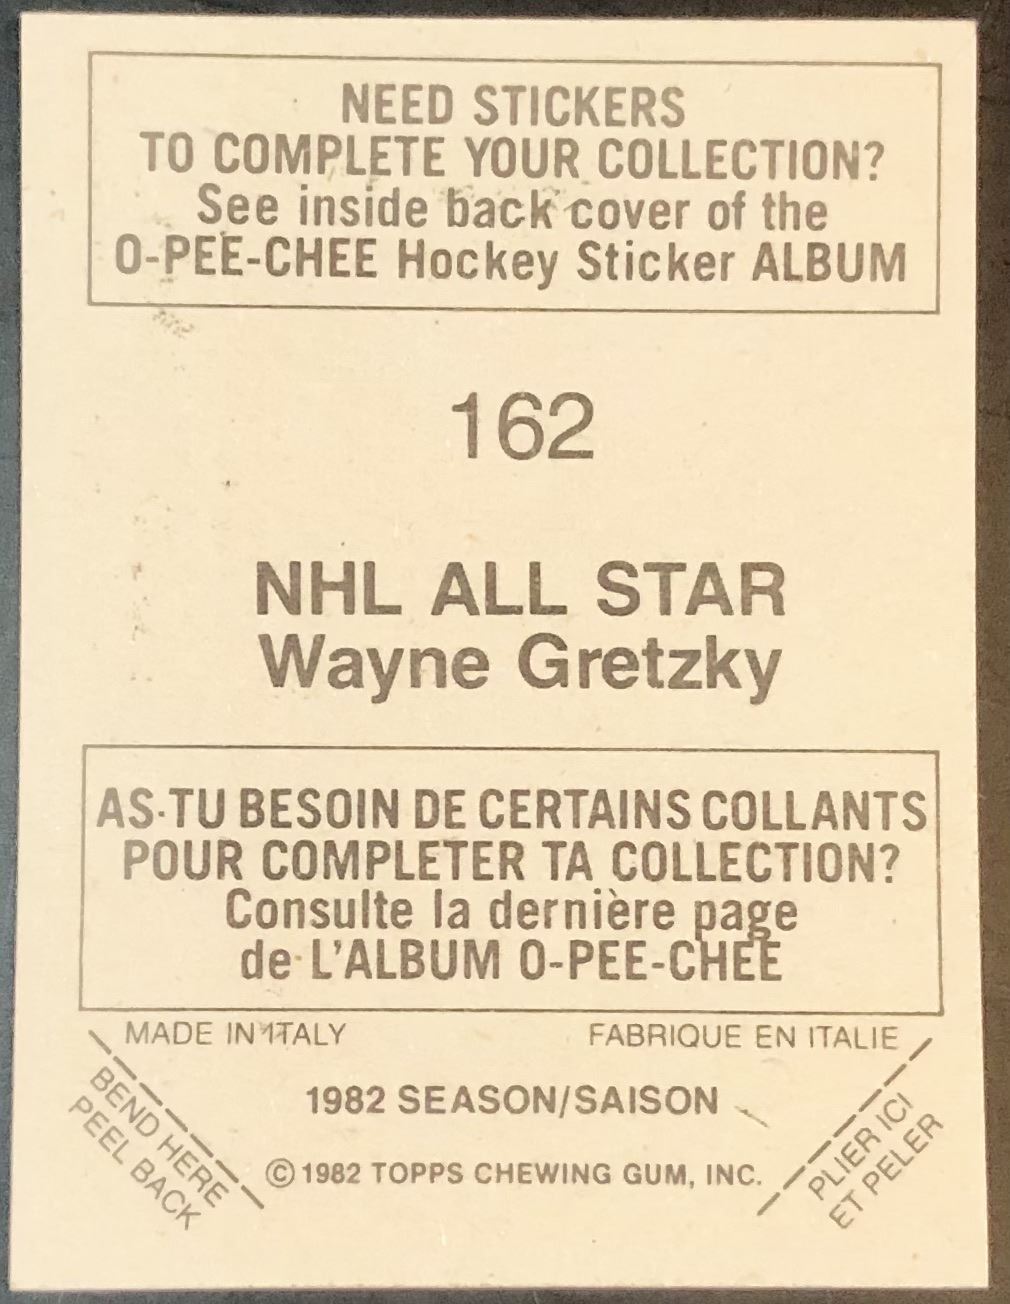 NEED STICKERS
TO COMPLETE YOUR COLLECTION?
See inside back cover of the
O-PEE-CHEE Hockey Sticker ALBUM
162
NHL ALL STAR
Wayne Gretzky
AS-TU BESOIN DE CERTAINS COLLANTS
POUR COMPLETER TA COLLECTION?
Consulte la dernière page
de L'ALBUM O-PEE-CHEE
MADE IN ITALY
FABRIQUE EN ITALIE
BEND HERE
PEEL BACK
1982 SEASON/SAISON
© 1982 TOPPS CHEWING GUM, INC.
PLIER ICI
ET PELER